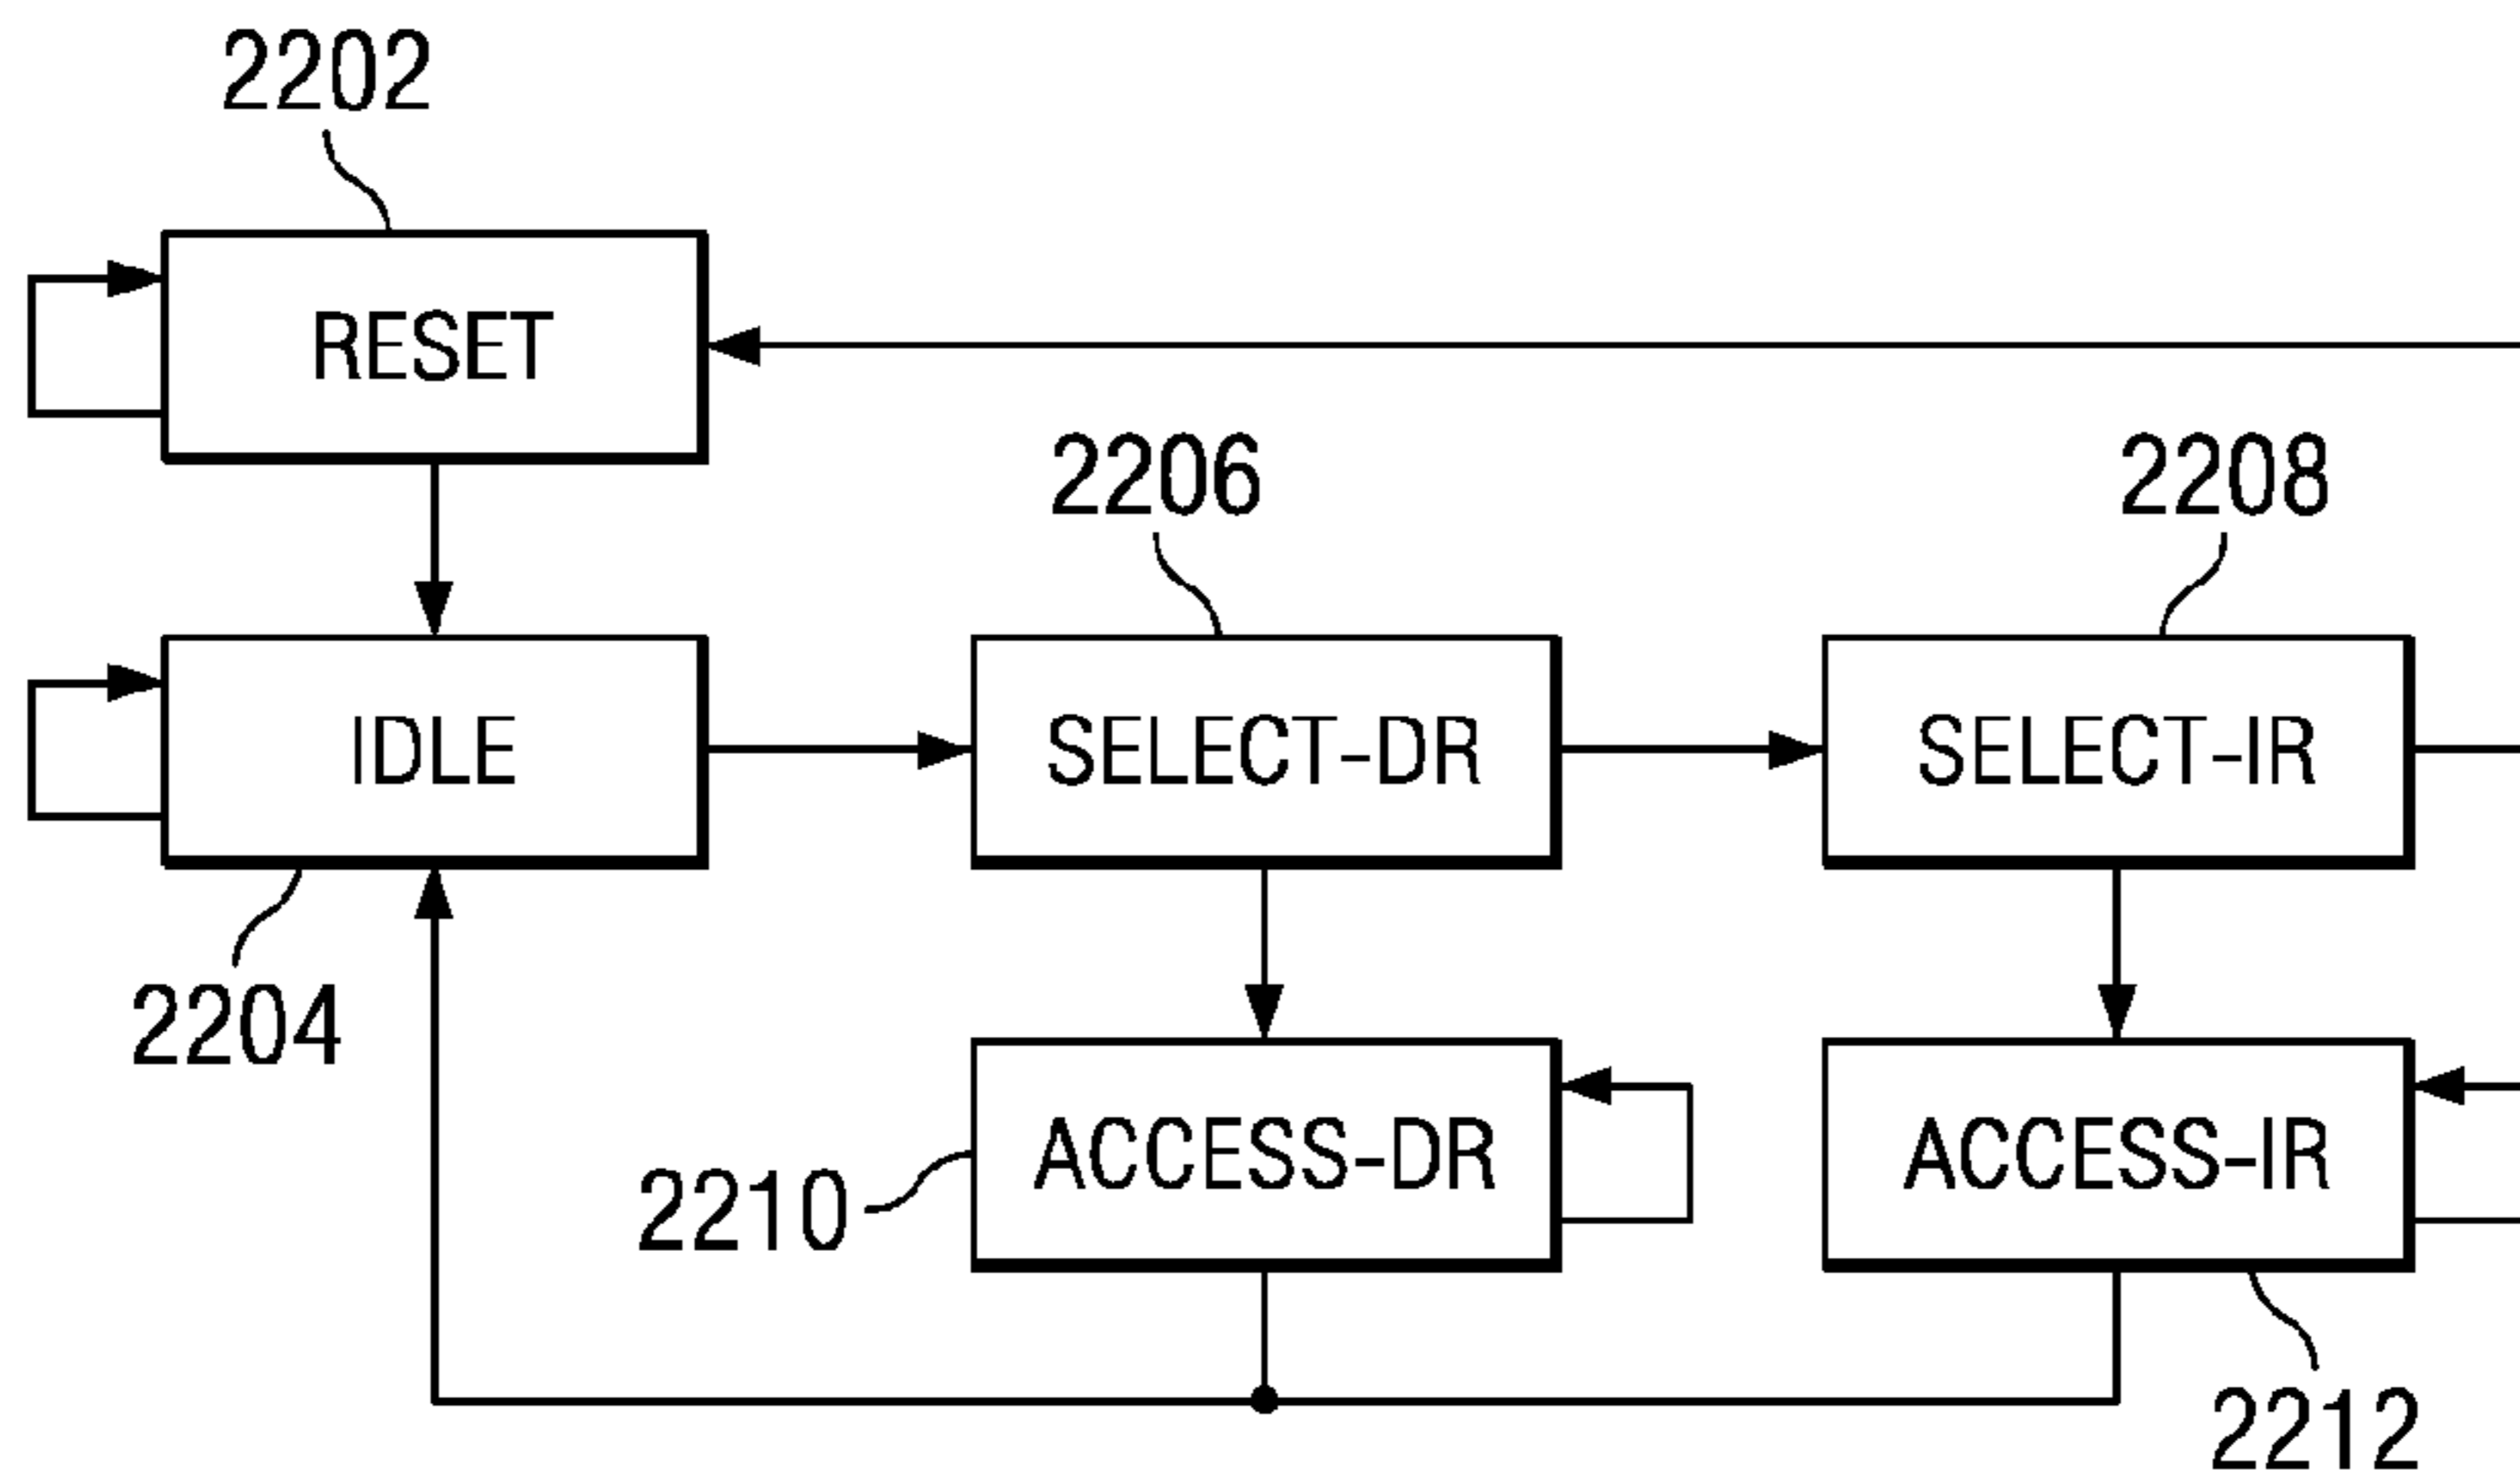 2202
RESET
2206
2208
IDLE
SELECT-DR
SELECT-IR
2204
ACCESS-DR
ACCESS-IR
2210
2212